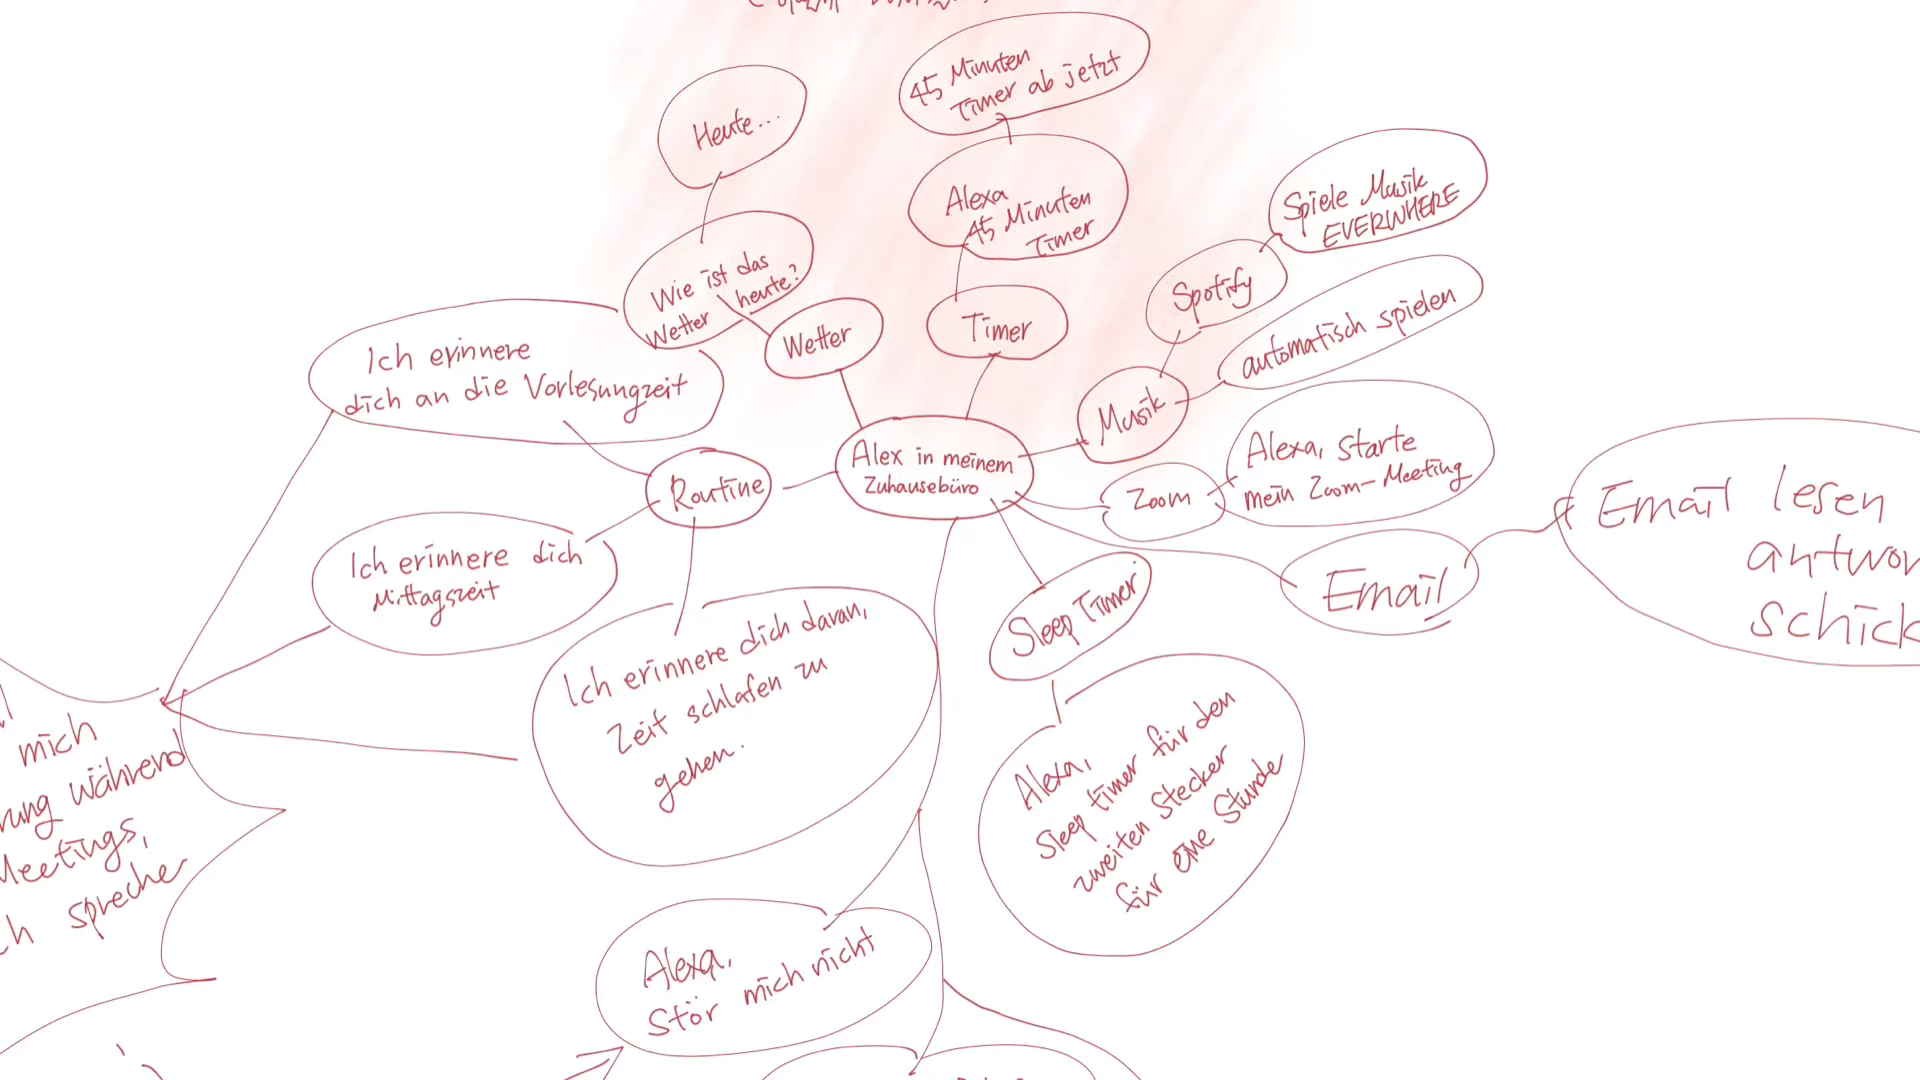 Heute...
45 Minuten
Timer ab jetzt
Alexa
45 Minuten
Timer
Timer
Wie ist das
Wetter heute?
Wetter
Spiele Musik
EVERWHERE
Spotify
automatisch spielen
Musik
Alex in meinem
Zuhausebüro
Zoom
Alexa, starte
mein Zoom-Meeting
Email
Email lesen
antwor
schick
Ich erinnere
dich an die Vorlesungzeit
Routine
Ich erinnere dich
Mittagszeit
Ich erinnere dich daran,
Zeit schlafen zu
gehen.
Sleep Timer
Alexa,
Sleep timer für den
zweiten Stecker
für eine Stunde
mich
rung während
Meetings,
ch spreche
Alexa,
Stör mich nicht